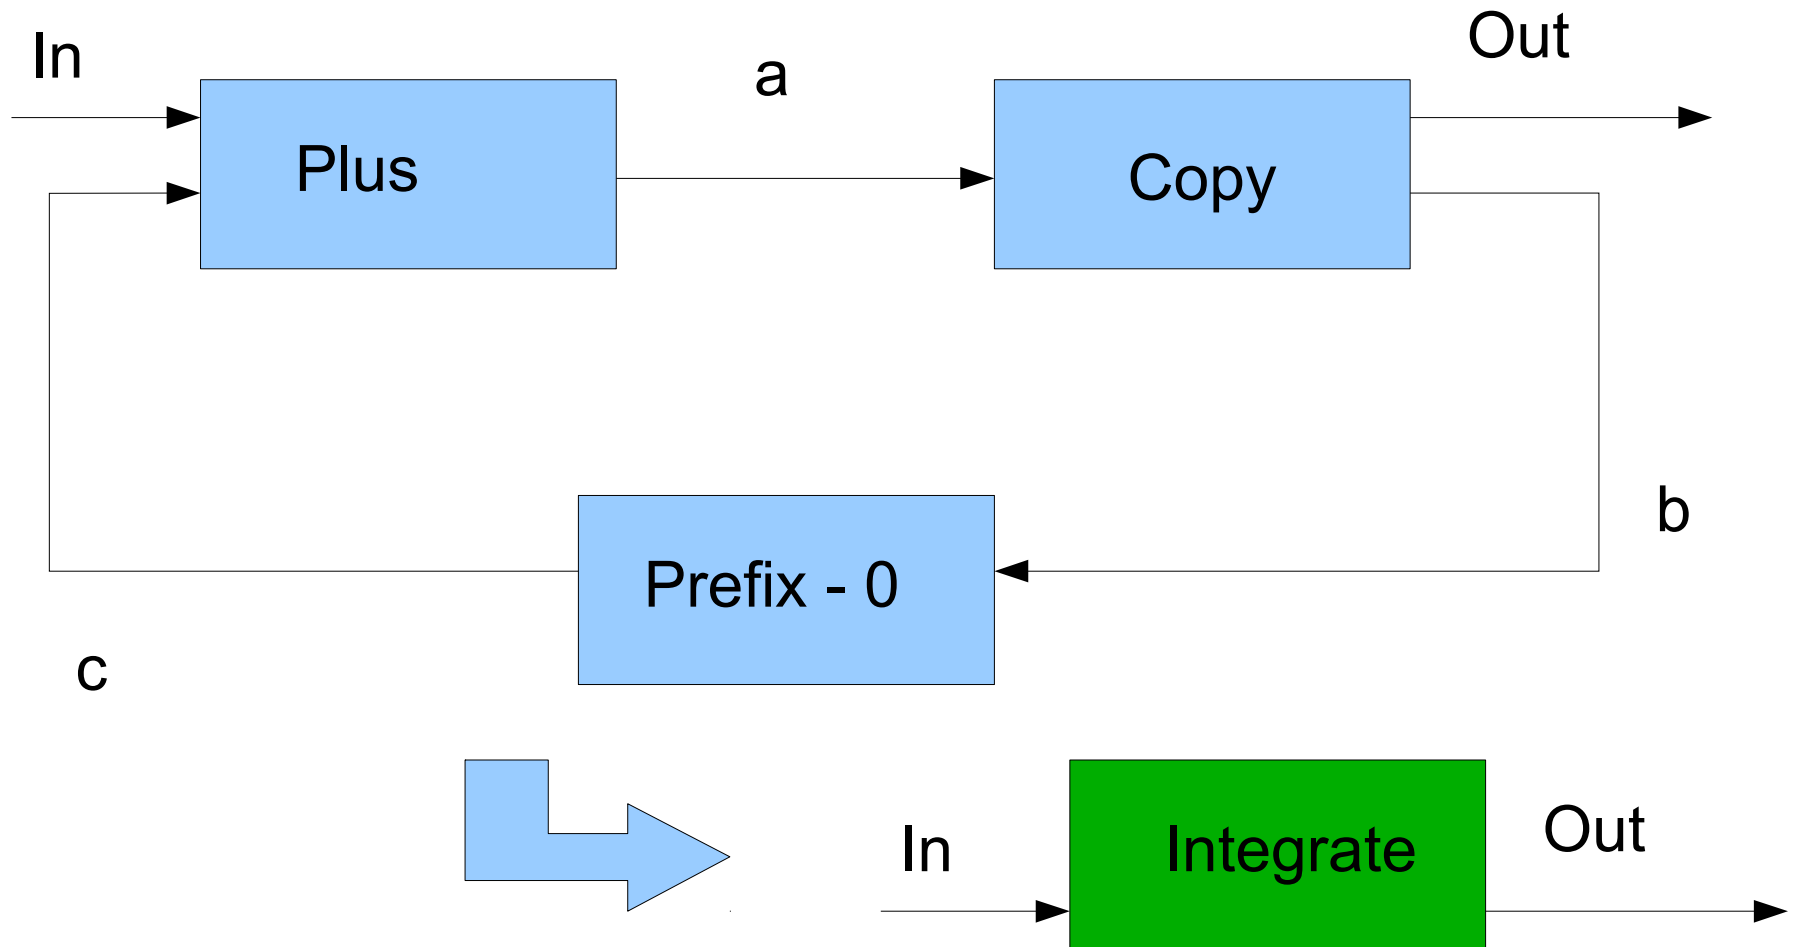 In
a
Out
Plus
Copy
b
Prefix - 0
c
In
Integrate
Out